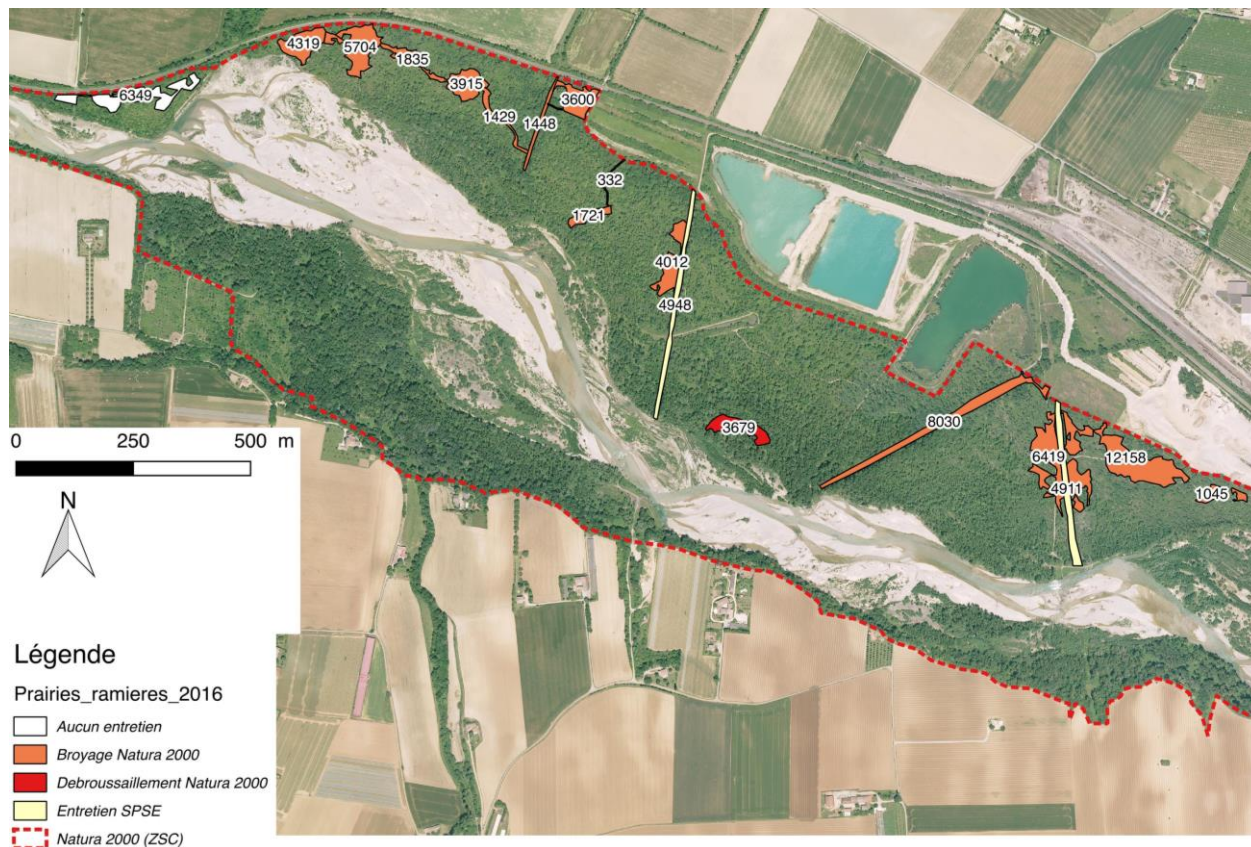 4319
5704
1835
3915
6349
1429
1448
3600
332
1721
4012
4948
3679
8030
6419
12158
4911
1045
0 250 500 m
N
Légende
Prairies_ramieres_2016
Aucun entretien
Broyage Natura 2000
Debroussaillement Natura 2000
Entretien SPSE
Natura 2000 (ZSC)